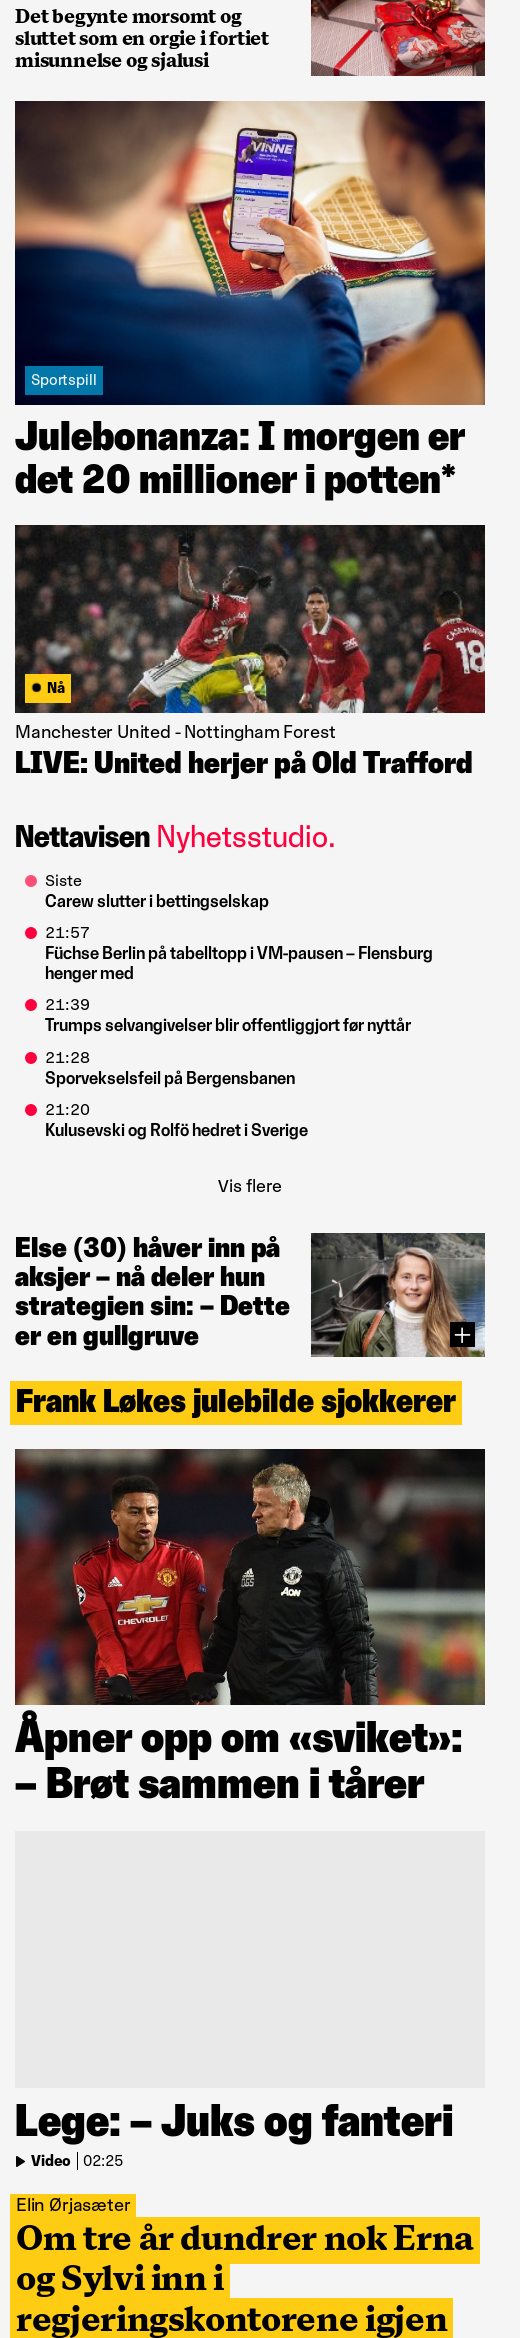 Det begynte morsomt og
sluttet som en orgie i fortiet
misunnelse og sjalusi
VINNE
Sportspill
Julebonanza: I morgen er
det 20 millioner i potten*
CASEMIRO
18
Nå
Manchester United - Nottingham Forest
LIVE: United herjer på Old Trafford
Nettavisen Nyhetsstudio.
Siste
Carew slutter i bettingselskap
21:57
Füchse Berlin på tabelltopp i VM-pausen – Flensburg
henger med
21:39
Trumps selvangivelser blir offentliggjort før nyttår
21:28
Sporvekselsfeil på Bergensbanen
21:20
Kulusevski og Rolfö hedret i Sverige
Vis flere
Else (30) håver inn på
aksjer – nå deler hun
strategien sin: – Dette
er en gullgruve
Frank Løkes julebilde sjokkerer
adidas
CHEVROLET
OGS
AON
Åpner opp om «sviket»:
– Brøt sammen i tårer
Lege: – Juks og fanteri
Video 02:25
Elin Ørjasæter
Om tre år dundrer nok Erna
og Sylvi inn i
regjeringskontorene igjen